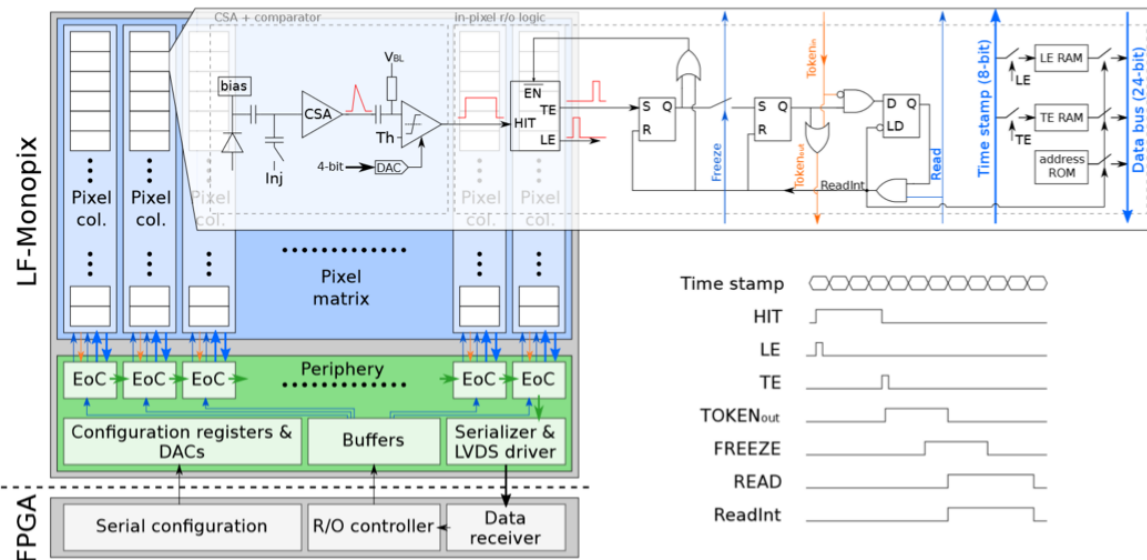 LF-Monopix
FPGA
CSA + comparator
in-pixel r/o logic
bias
CSA
VBL
Th
4-bit
DAC
Inj
EN
HIT
TE
LE
S Q
R
Freeze
S Q
R
Tokenin
Tokenout
D Q
LD
ReadInt
Read
Time stamp (8-bit)
LE
LE RAM
TE
TE RAM
address
ROM
Data bus (24-bit)
Pixel
col.
Pixel
col.
Pixel
col.
Pixel
matrix
Pixel
col.
Pixel
col.
Periphery
EoC
EoC
EoC
EoC
EoC
Configuration registers &
DACs
Buffers
Serializer &
LVDS driver
Serial configuration
R/O controller
Data
receiver
Time stamp
HIT
LE
TE
TOKENout
FREEZE
READ
ReadInt